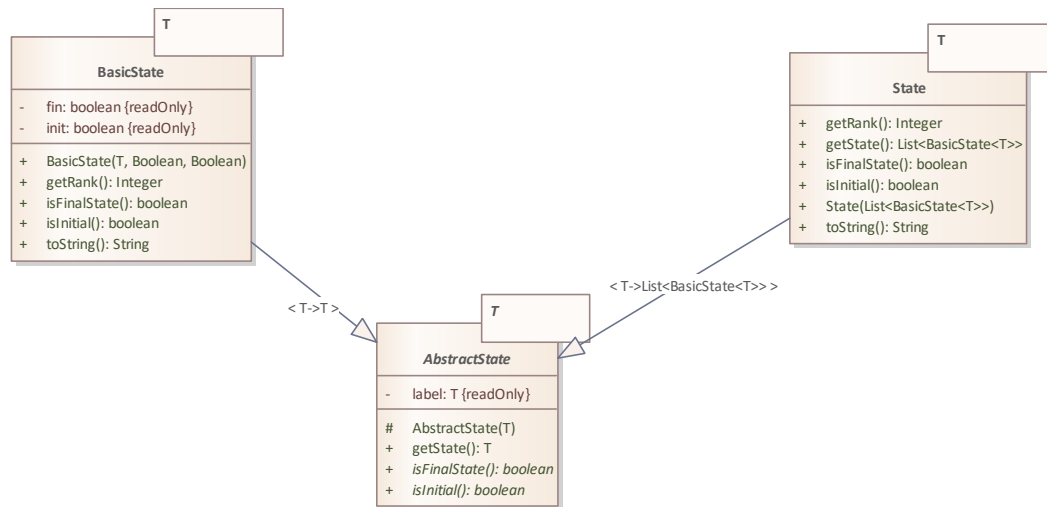 T
BasicState
- fin: boolean {readOnly}
- init: boolean {readOnly}
+ BasicState(T, Boolean, Boolean)
+ getRank(): Integer
+ isFinalState(): boolean
+ isInitial(): boolean
+ toString(): String
T
State
+ getRank(): Integer
+ getState(): List<BasicState<T>>
+ isFinalState(): boolean
+ isInitial(): boolean
+ State(List<BasicState<T>>)
+ toString(): String
< T->T >
< T->List<BasicState<T>> >
T
AbstractState
- label: T {readOnly}
# AbstractState(T)
+ getState(): T
+ isFinalState(): boolean
+ isInitial(): boolean